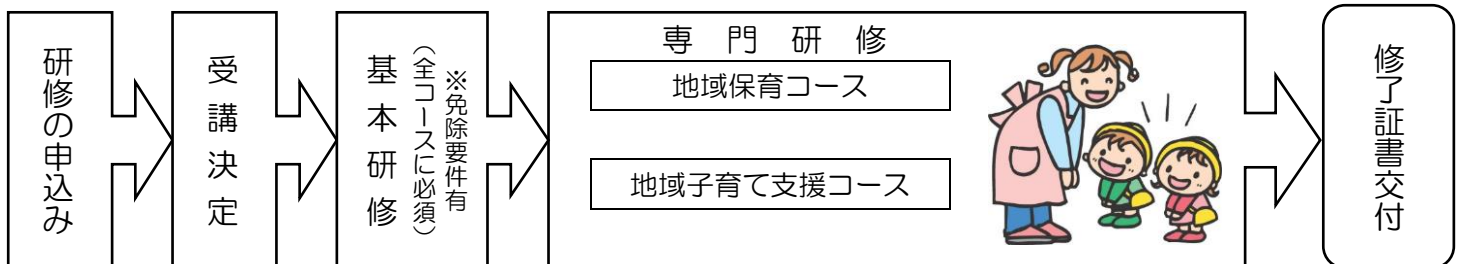 研修の申込み
受講決定
基本研修
（全コースに必須）
※免除要件有
専門研修
地域保育コース
地域子育て支援コース
修了証書交付